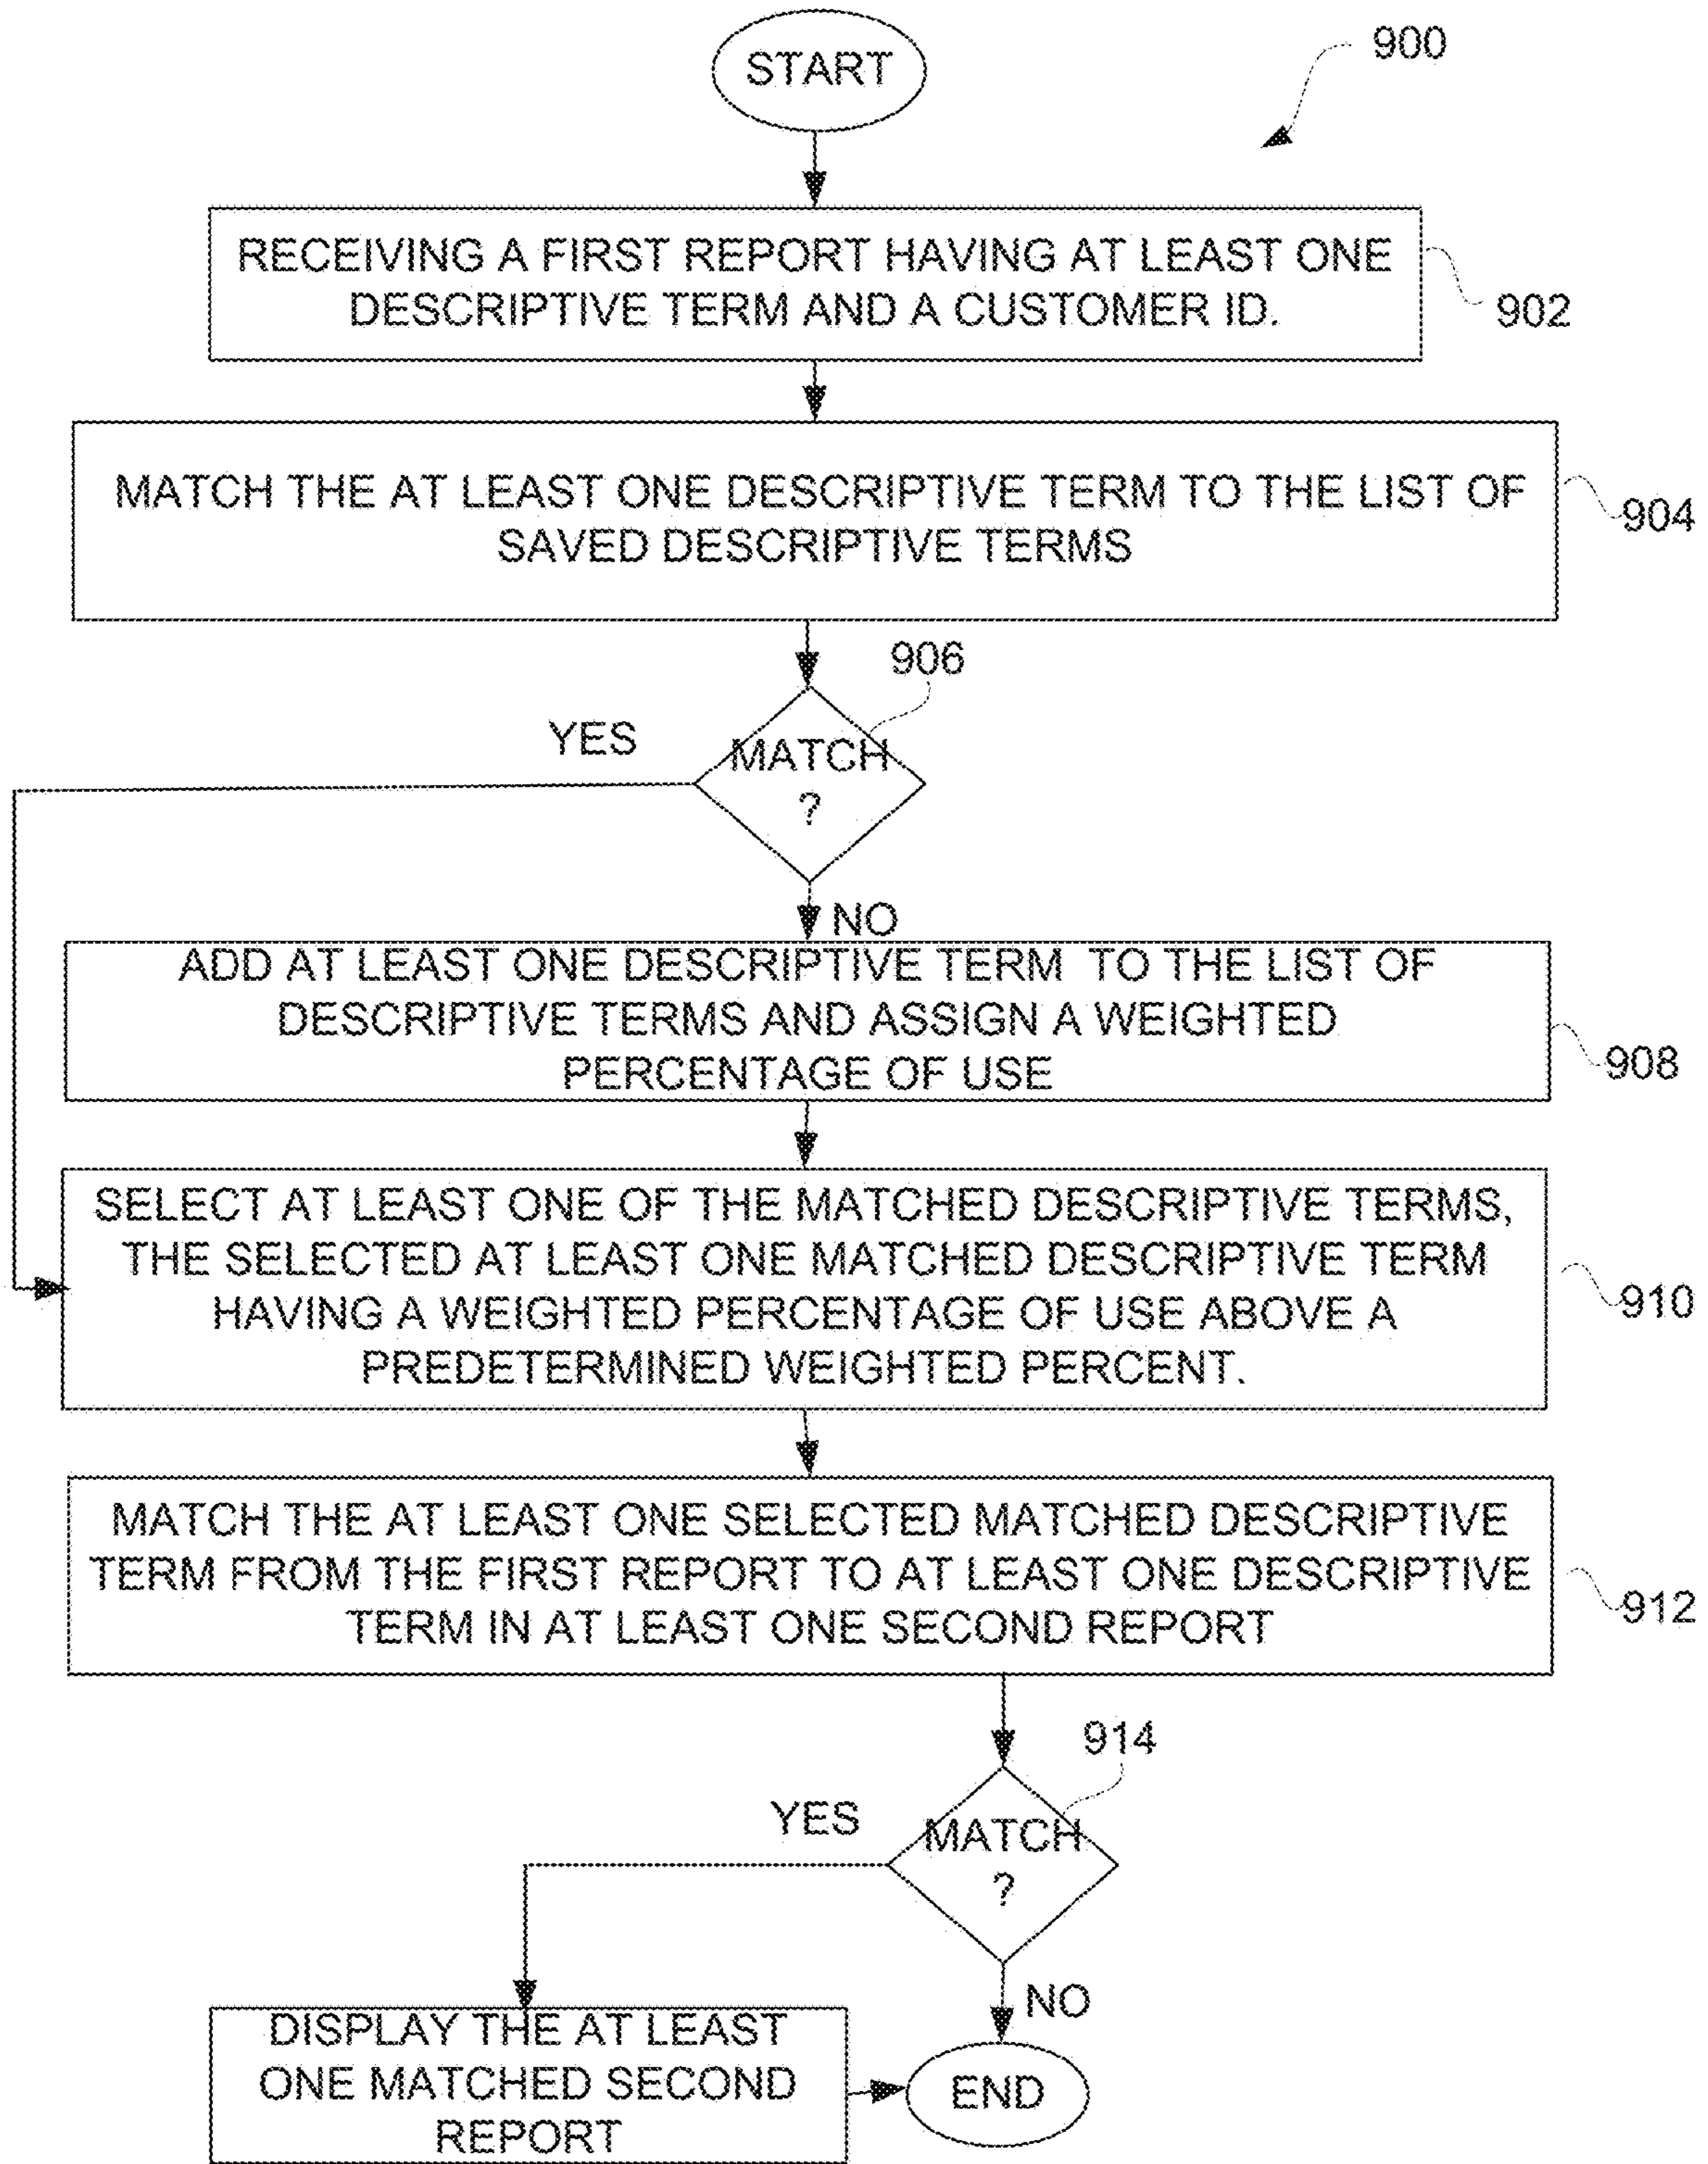 START
900
RECEIVING A FIRST REPORT HAVING AT LEAST ONE
DESCRIPTIVE TERM AND A CUSTOMER ID.
902
MATCH THE AT LEAST ONE DESCRIPTIVE TERM TO THE LIST OF
SAVED DESCRIPTIVE TERMS
904
906
YES
MATCH
?
NO
ADD AT LEAST ONE DESCRIPTIVE TERM TO THE LIST OF
DESCRIPTIVE TERMS AND ASSIGN A WEIGHTED
PERCENTAGE OF USE
908
SELECT AT LEAST ONE OF THE MATCHED DESCRIPTIVE TERMS,
THE SELECTED AT LEAST ONE MATCHED DESCRIPTIVE TERM
HAVING A WEIGHTED PERCENTAGE OF USE ABOVE A
PREDETERMINED WEIGHTED PERCENT.
910
MATCH THE AT LEAST ONE SELECTED MATCHED DESCRIPTIVE
TERM FROM THE FIRST REPORT TO AT LEAST ONE DESCRIPTIVE
TERM IN AT LEAST ONE SECOND REPORT
912
914
YES
MATCH
?
NO
DISPLAY THE AT LEAST
ONE MATCHED SECOND
REPORT
END